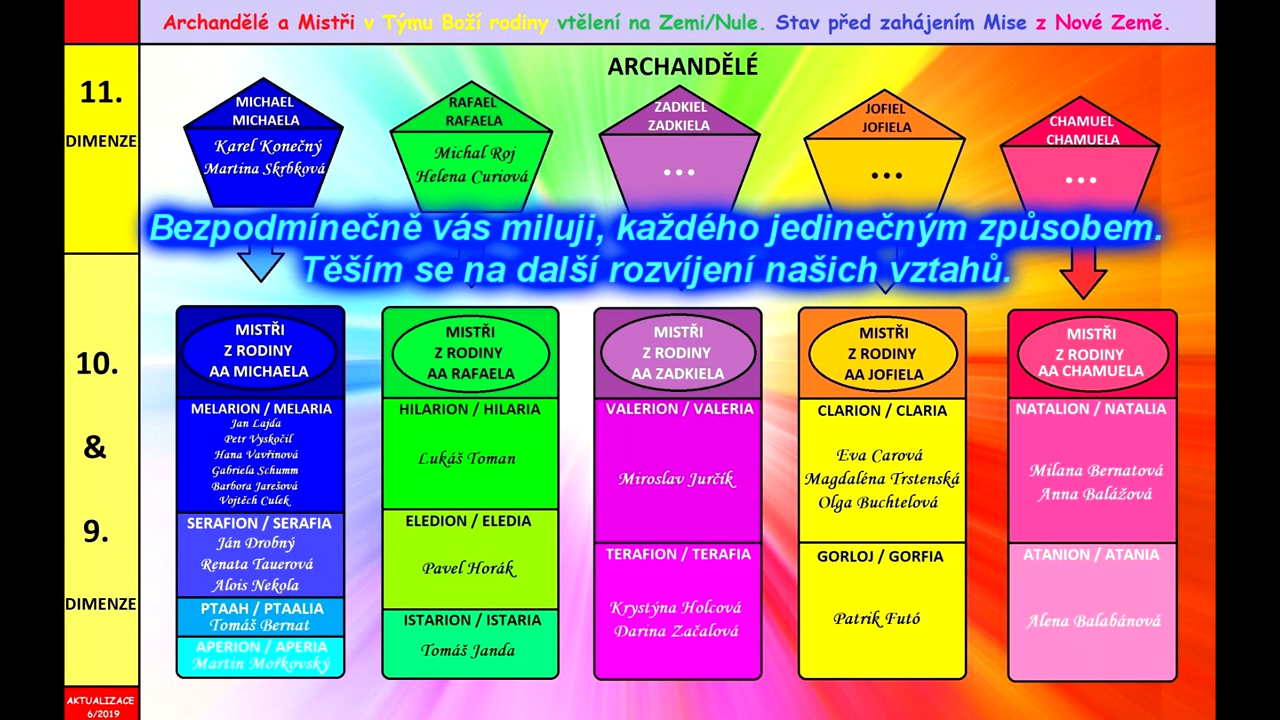 Archandělé a Mistři v Týmu Boží rodiny vtělení na Zemi/Nule. Stav před zahájením Mise z Nové Země.
11.
DIMENZE
ARCHANDĚLÉ
MICHAEL
MICHAELA
Karel Konečný
Martina Skrbková
RAFAEL
RAFAELA
Michal Roj
Helena Curiová
ZADKIEL
ZADKIELA
...
JOFIEL
JOFIELA
...
CHAMUEL
CHAMUELA
...
Bezpodmínečně vás miluji, každého jedinečným způsobem.
Těším se na další rozvíjení našich vztahů.
10.
&
9.
DIMENZE
MISTŘI
Z RODINY
AA MICHAELA
MELARION / MELARIA
Jan Lajda
Petr Vyskočil
Hana Vavřinová
Gabriela Schumm
Barbora Jarešová
Vojtěch Culek
SERAFION / SERAFIA
Ján Drobný
Renata Tauerová
Alois Nekola
PTAAH / PTAALIA
Tomáš Bernat
APERION / APERIA
Martin Mořkovský
MISTŘI
Z RODINY
AA RAFAELA
HILARION / HILARIA
Lukáš Toman
ELEDION / ELEDIA
Pavel Horák
ISTARION / ISTARIA
Tomáš Janda
MISTŘI
Z RODINY
AA ZADKIELA
VALERION / VALERIA
Miroslav Jurčík
TERAFION / TERAFIA
Krystýna Holcová
Darina Začalová
MISTŘI
Z RODINY
AA JOFIELA
CLARION / CLARIA
Eva Carová
Magdaléna Trstenská
Olga Buchtelová
GORLOJ / GORFIA
Patrik Futó
MISTŘI
Z RODINY
AA CHAMUELA
NATALION / NATALIA
Milana Bernatová
Anna Balážová
ATANION / ATANIA
Alena Balabánová
AKTUALIZACE
6/2019